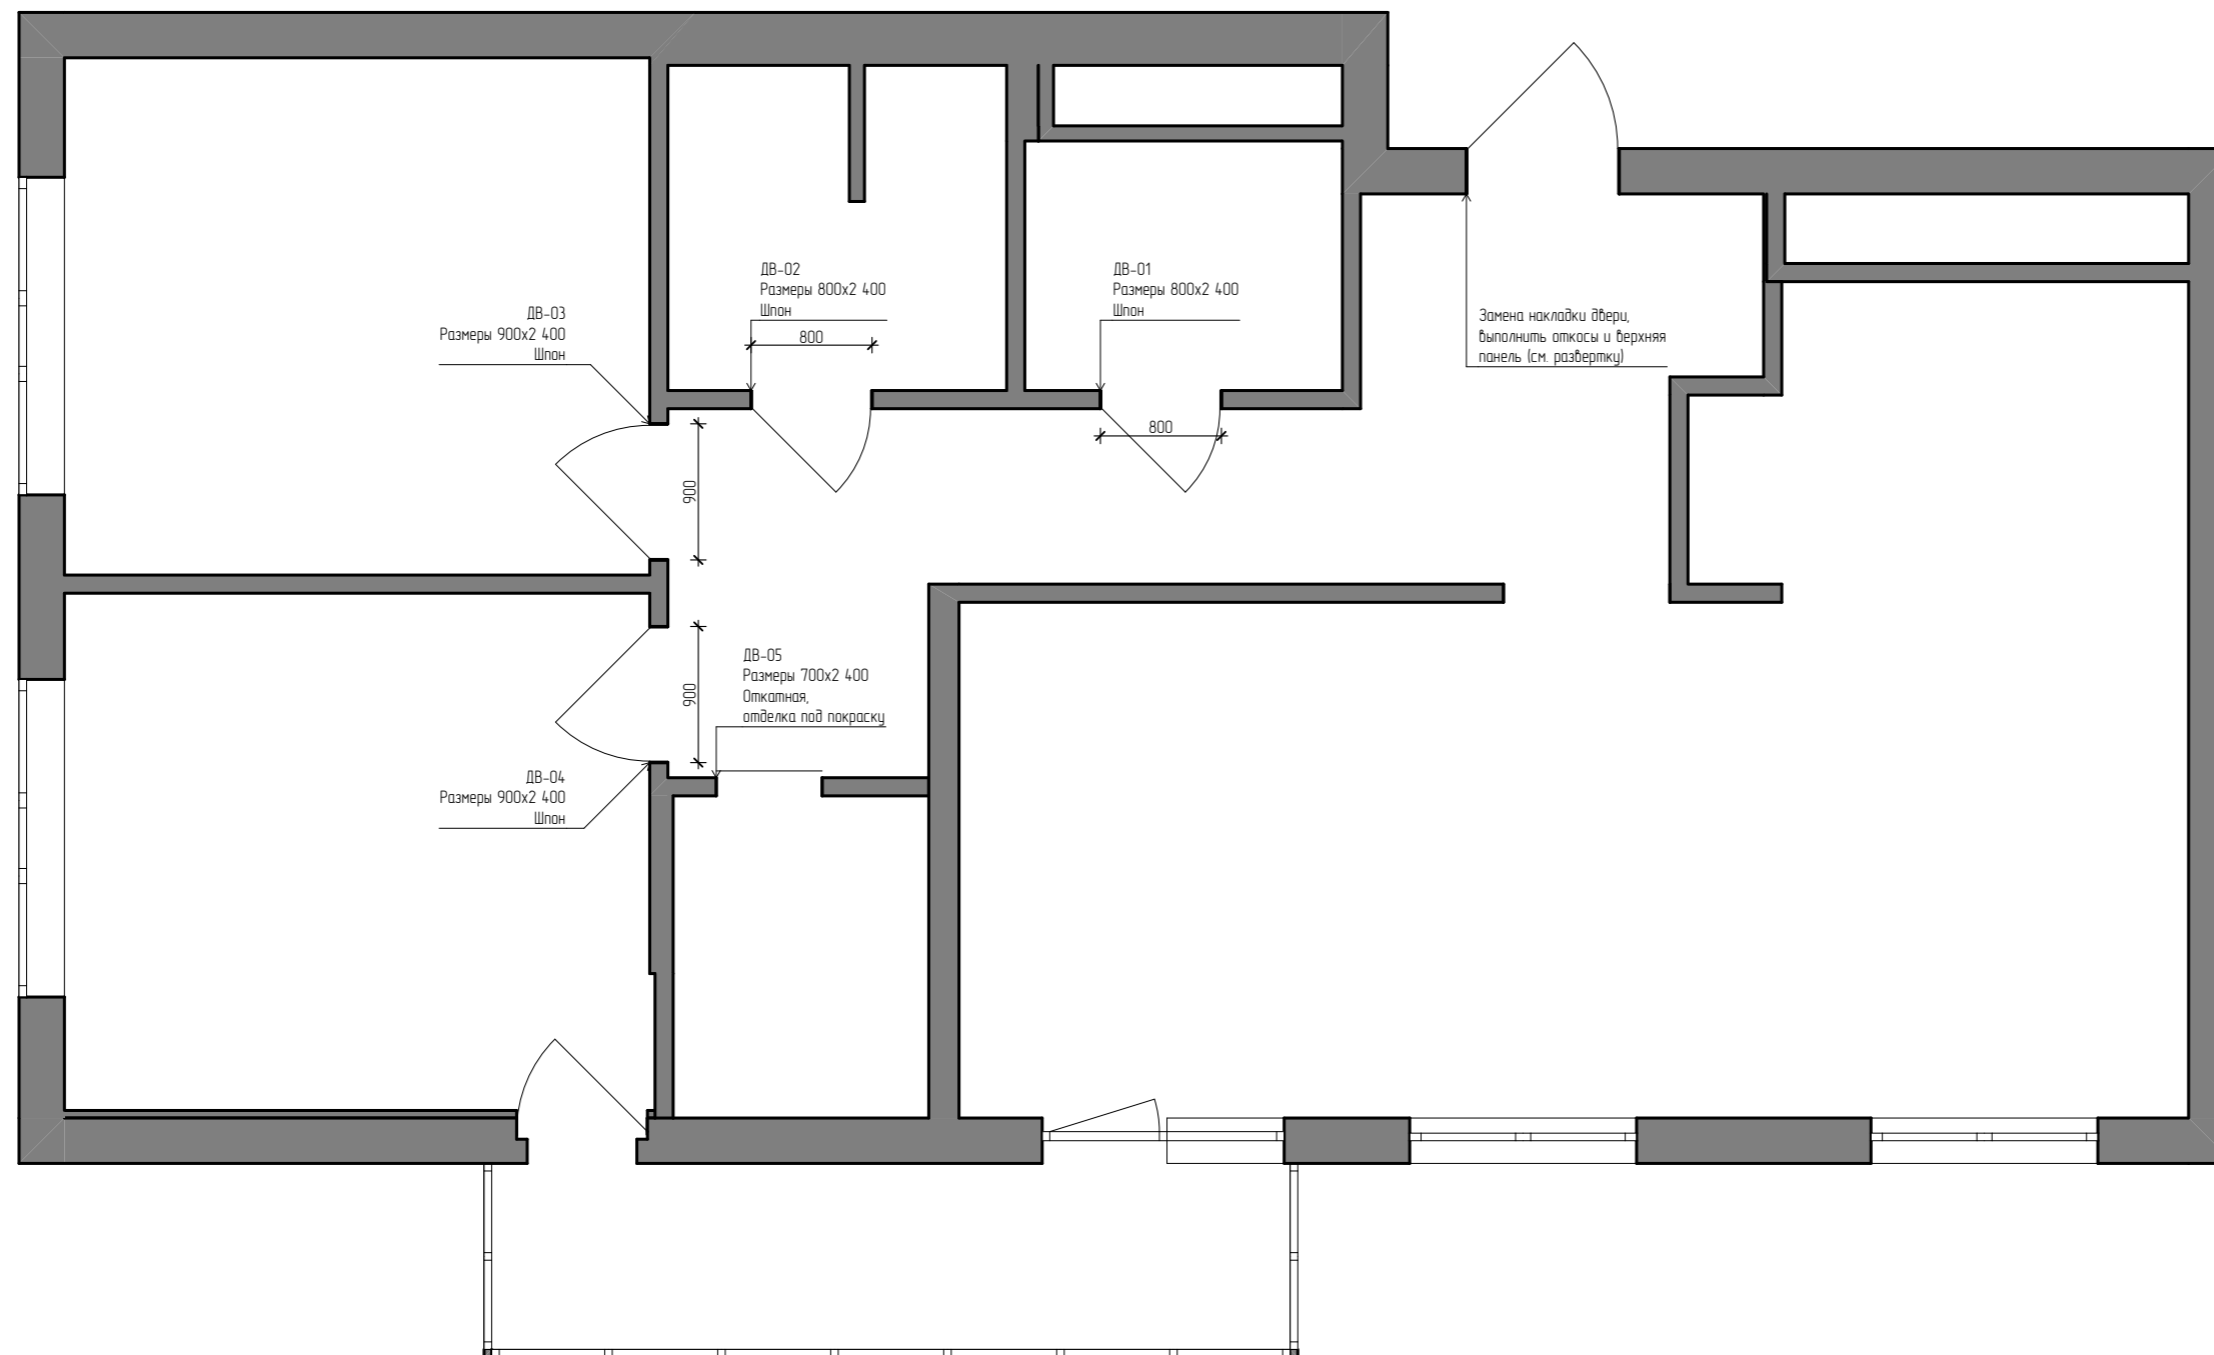 ДВ-02
Размеры 800х2 400
Шпон
800
ДВ-01
Размеры 800х2 400
Шпон
800
ДВ-03
Размеры 900х2 400
Шпон
900
Замена накладки двери,
выполнить откосы и верхняя
панель (см. развертку)
ДВ-05
Размеры 700х2 400
Откатная,
отделка под покраску
900
ДВ-04
Размеры 900х2 400
Шпон